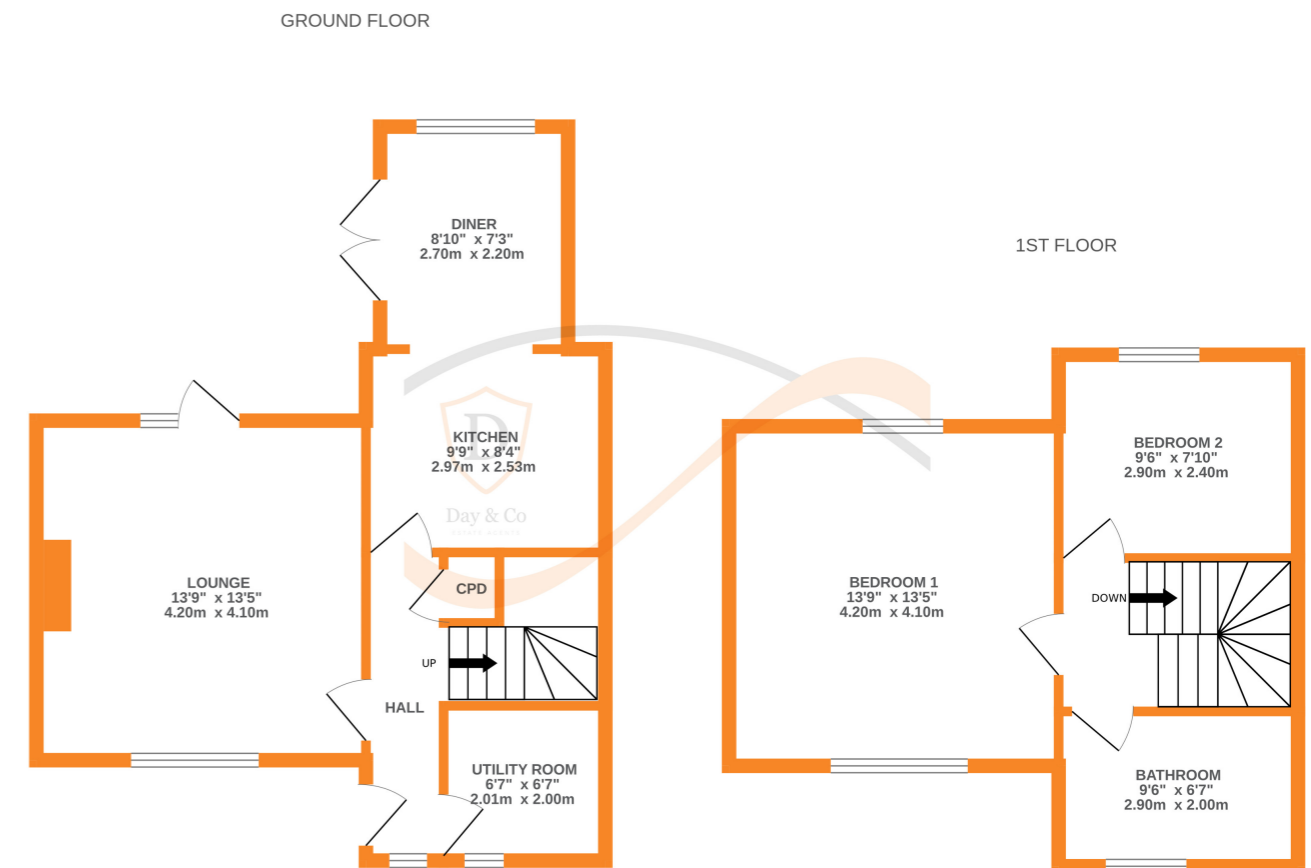 GROUND FLOOR
DINER
8'10" x 7'3"
2.70m x 2.20m
KITCHEN
9'9" x 8'4"
2.97m x 2.53m
D
Day & Co
ESTATE AGENTS
CPD
LOUNGE
13'9" x 13'5"
4.20m x 4.10m
UP
HALL
UTILITY ROOM
6'7" x 6'7"
2.01m x 2.00m
1ST FLOOR
BEDROOM 2
9'6" x 7'10"
2.90m x 2.40m
BEDROOM 1
13'9" x 13'5"
4.20m x 4.10m
DOWN
BATHROOM
9'6" x 6'7"
2.90m x 2.00m